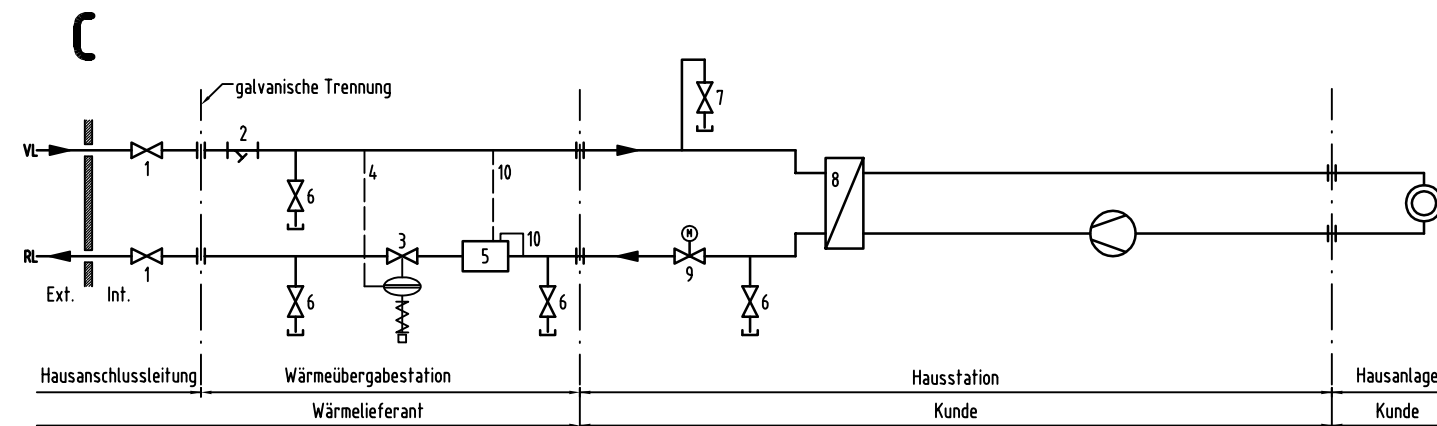 C
galvanische Trennung
7
2
VL
1
4
10
8
6
M
3
10
RL
1
5
9
Ext. Int.
6
6
6
Hausanschlussleitung Wärmeübergabestation Hausstation Hausanlage
Wärmelieferant Kunde Kunde